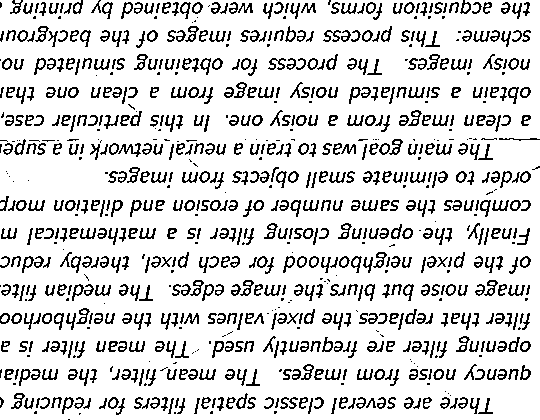 There are several classic spatial filters for reducing
quency noise from images. The mean filter, the median
opening filter are frequently used. The mean filter is a
filter that replaces the pixel values with the neighborhoo
image noise but blurs the image edges. The median filte
of the pixel neighborhood for each pixel, thereby reduc
Finally, the opening closing filter is a mathematical m
combines the same number of erosion and dilation morp
order to eliminate small objects from images.
The main goal was to train a neural network in a super
a clean image from a noisy one. In this particular case,
obtain a simulated noisy image from a clean one than
noisy images. The process for obtaining simulated no
scheme: This process requires images of the backgroun
the acquisition forms, which were obtained by printing a